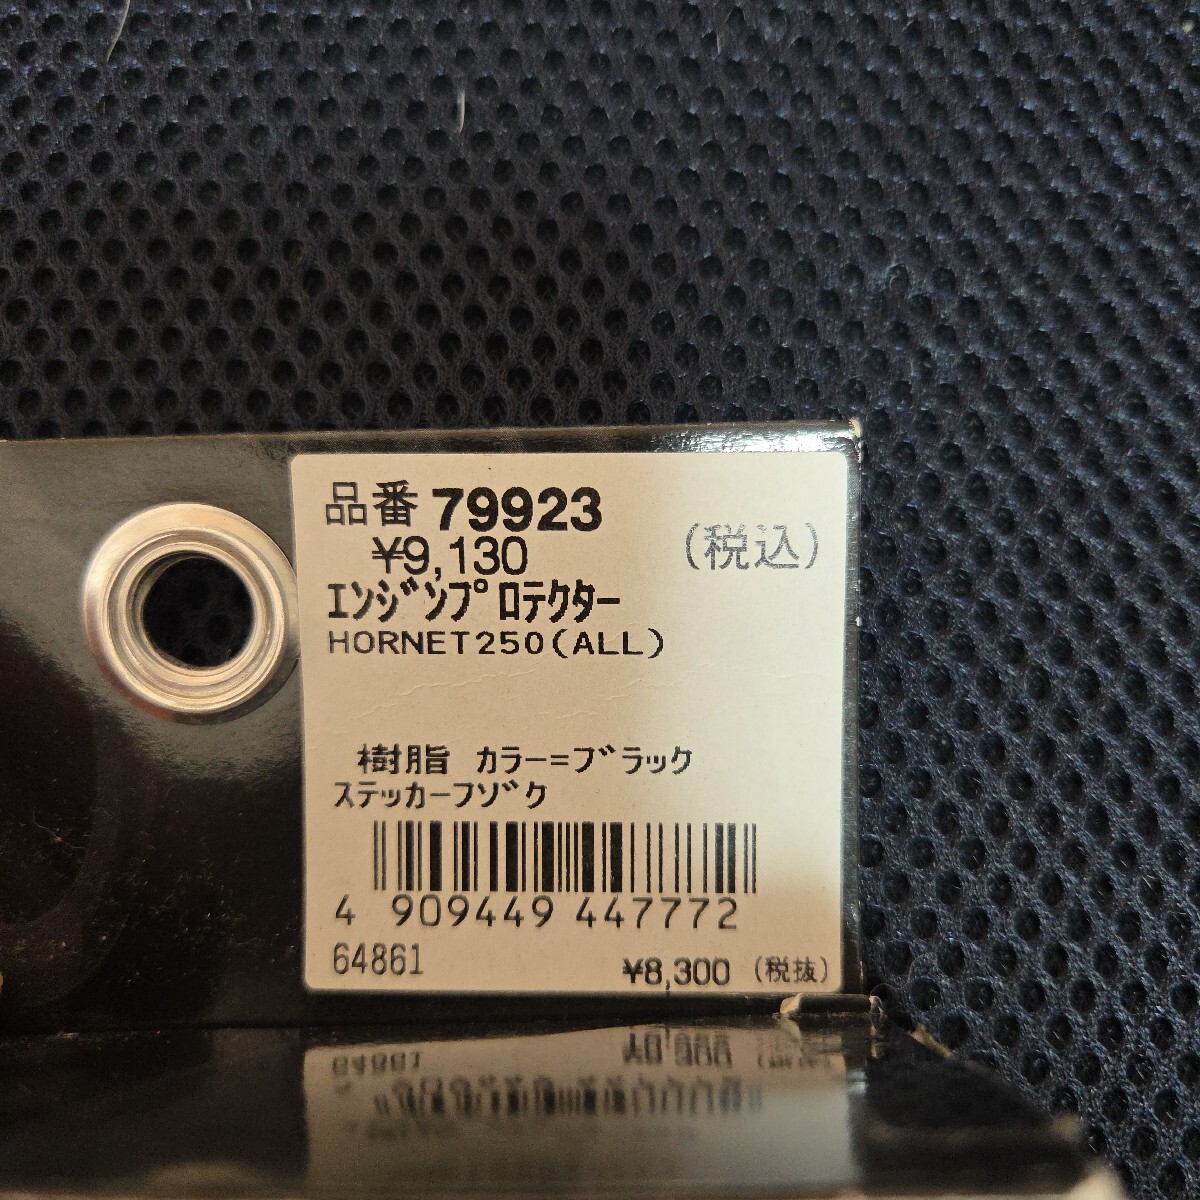 品番 79923
¥9,130 (税込)
エンジンプロテクター
HORNET250(ALL)
樹脂 カラー=ブラック
ステッカーフゾク
4 909449 447772
64861 ¥8,300 (税抜)